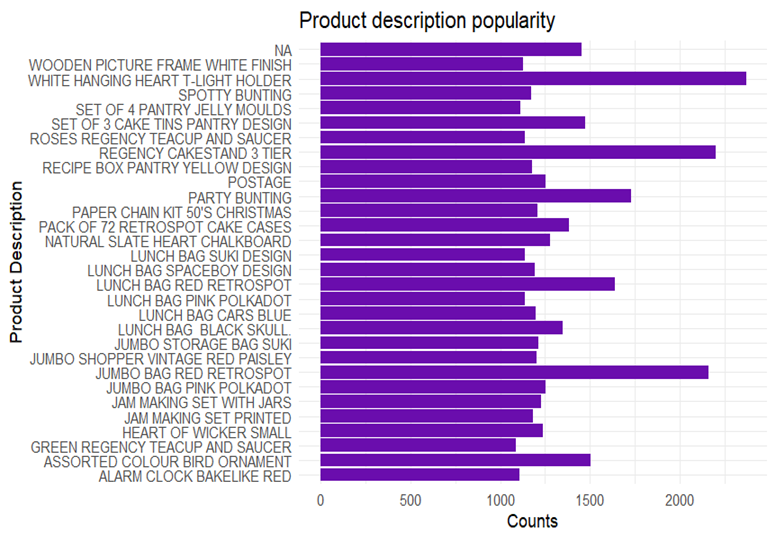 Product description popularity
Product Description
NA
WOODEN PICTURE FRAME WHITE FINISH
WHITE HANGING HEART T-LIGHT HOLDER
SPOTTY BUNTING
SET OF 4 PANTRY JELLY MOULDS
SET OF 3 CAKE TINS PANTRY DESIGN
ROSES REGENCY TEACUP AND SAUCER
REGENCY CAKESTAND 3 TIER
RECIPE BOX PANTRY YELLOW DESIGN
POSTAGE
PARTY BUNTING
PAPER CHAIN KIT 50'S CHRISTMAS
PACK OF 72 RETROSPOT CAKE CASES
NATURAL SLATE HEART CHALKBOARD
LUNCH BAG SUKI DESIGN
LUNCH BAG SPACEBOY DESIGN
LUNCH BAG RED RETROSPOT
LUNCH BAG PINK POLKADOT
LUNCH BAG CARS BLUE
LUNCH BAG  BLACK SKULL.
JUMBO STORAGE BAG SUKI
JUMBO SHOPPER VINTAGE RED PAISLEY
JUMBO BAG RED RETROSPOT
JUMBO BAG PINK POLKADOT
JAM MAKING SET WITH JARS
JAM MAKING SET PRINTED
HEART OF WICKER SMALL
GREEN REGENCY TEACUP AND SAUCER
ASSORTED COLOUR BIRD ORNAMENT
ALARM CLOCK BAKELIKE RED
0 500 1000 1500 2000
Counts